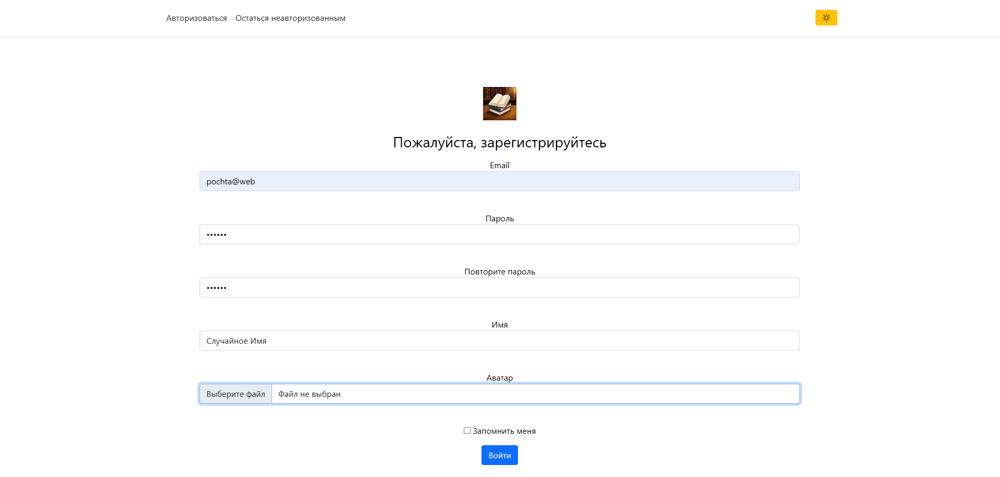 Авторизоваться Остаться неавторизованным
Пожалуйста, зарегистрируйтесь
Email
pochta@web
Пароль
••••••
Повторите пароль
••••••
Имя
Случайное Имя
Аватар
Выберите файл Файл не выбран
Запомнить меня
Войти